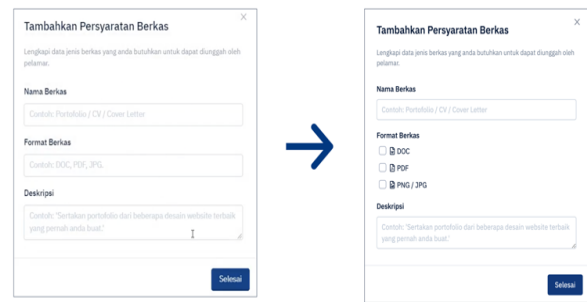 Tambahkan Persyaratan Berkas
Lengkapi data jenis berkas yang anda butuhkan untuk dapat diunggah oleh
pelamar.
Nama Berkas
Contoh: Portofolio / CV / Cover Letter
Format Berkas
Contoh: DOC, PDF, JPG.
Deskripsi
Contoh: 'Sertakan portofolio dari beberapa desain website terbaik
yang pernah anda buat.'
Selesai
Tambahkan Persyaratan Berkas
Lengkapi data jenis berkas yang anda butuhkan untuk dapat diunggah oleh
pelamar.
Nama Berkas
Contoh: Portofolio / CV / Cover Letter
Format Berkas
DOC
PDF
PNG / JPG
Deskripsi
Contoh: 'Sertakan portofolio dari beberapa desain website terbaik
yang pernah anda buat.'
Selesai